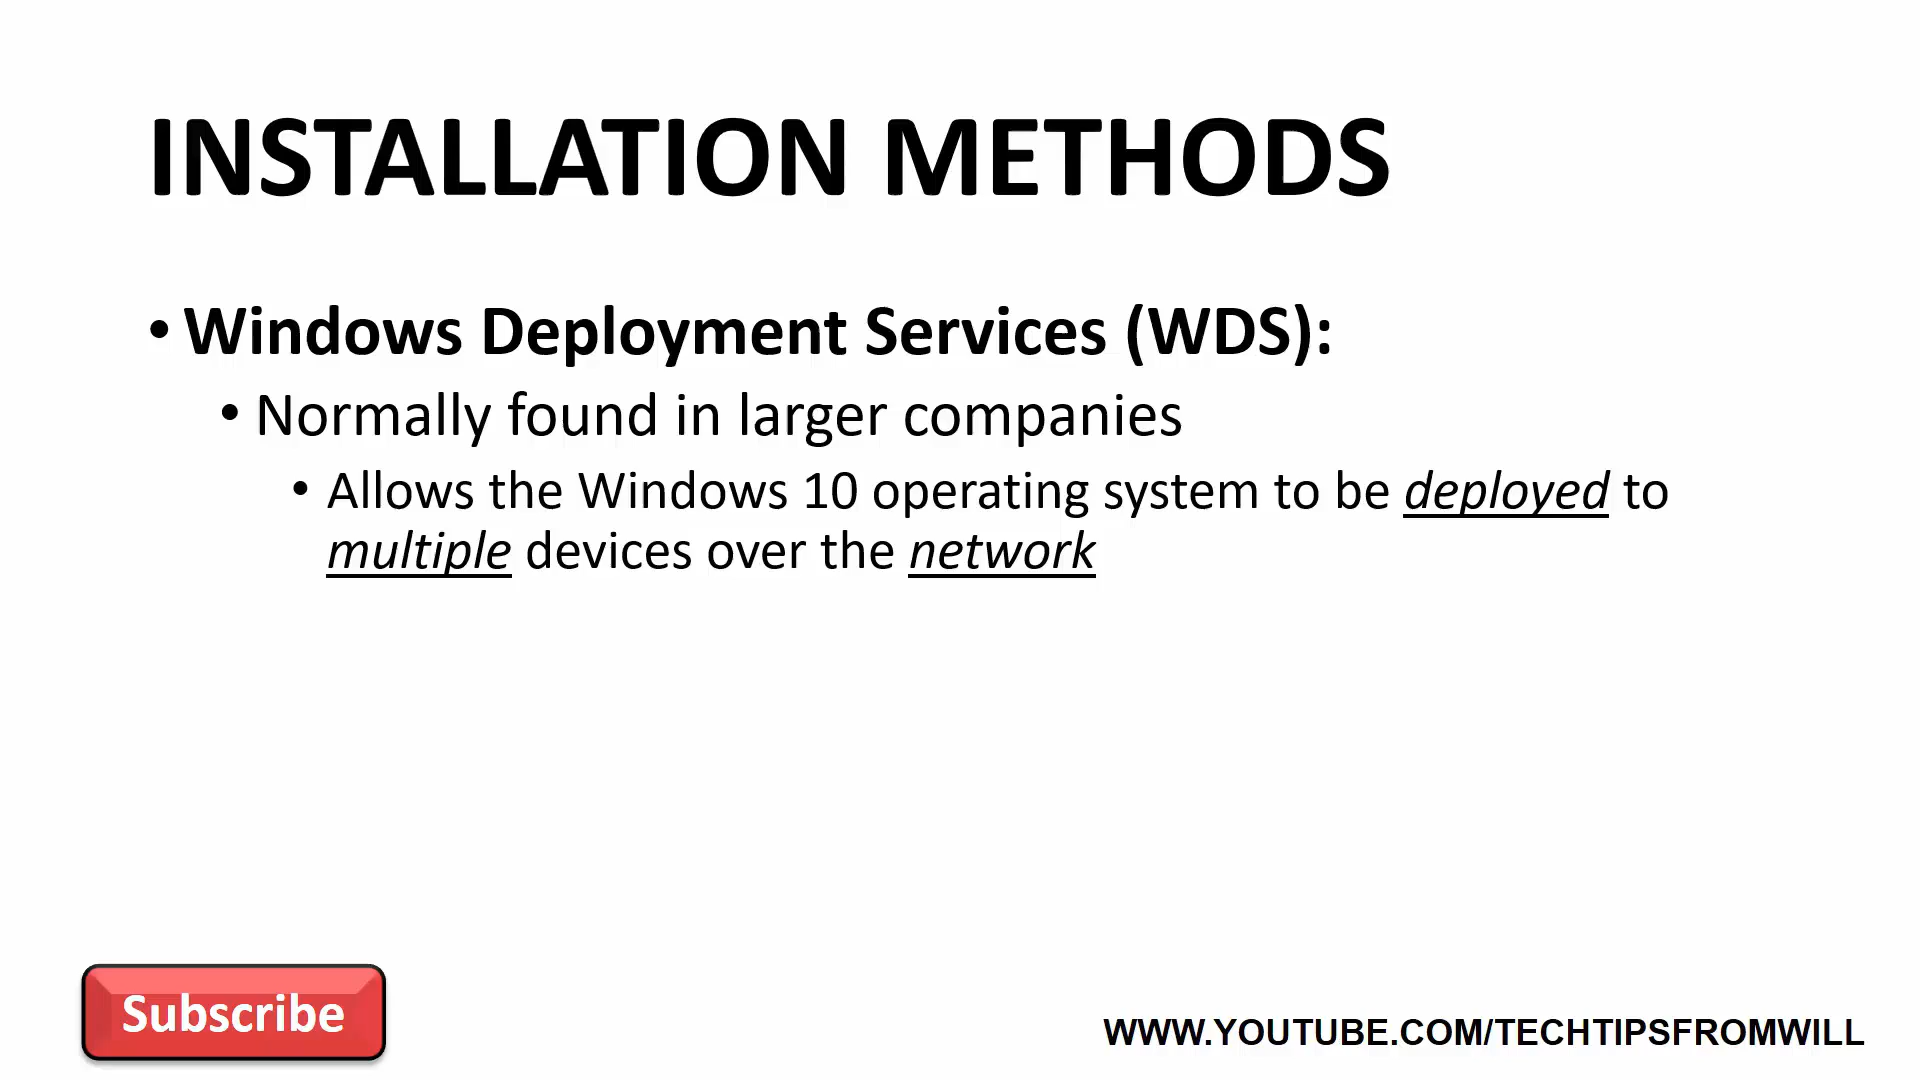 INSTALLATION METHODS
• Windows Deployment Services (WDS):
• Normally found in larger companies
• Allows the Windows 10 operating system to be deployed to
multiple devices over the network
Subscribe
WWW.YOUTUBE.COM/TECHTIPSFROMWILL